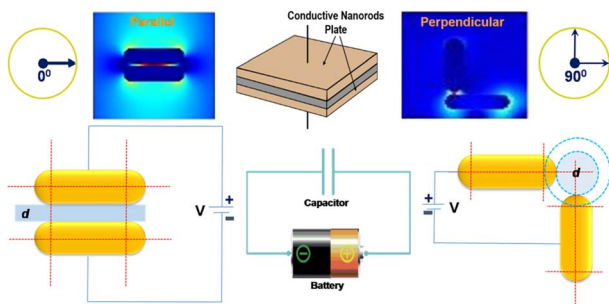 Parallel
Conductive Nanorods
Plate
Perpendicular
0⁰
90⁰
d
V
+
-
Capacitor
Battery
V
+
-
d